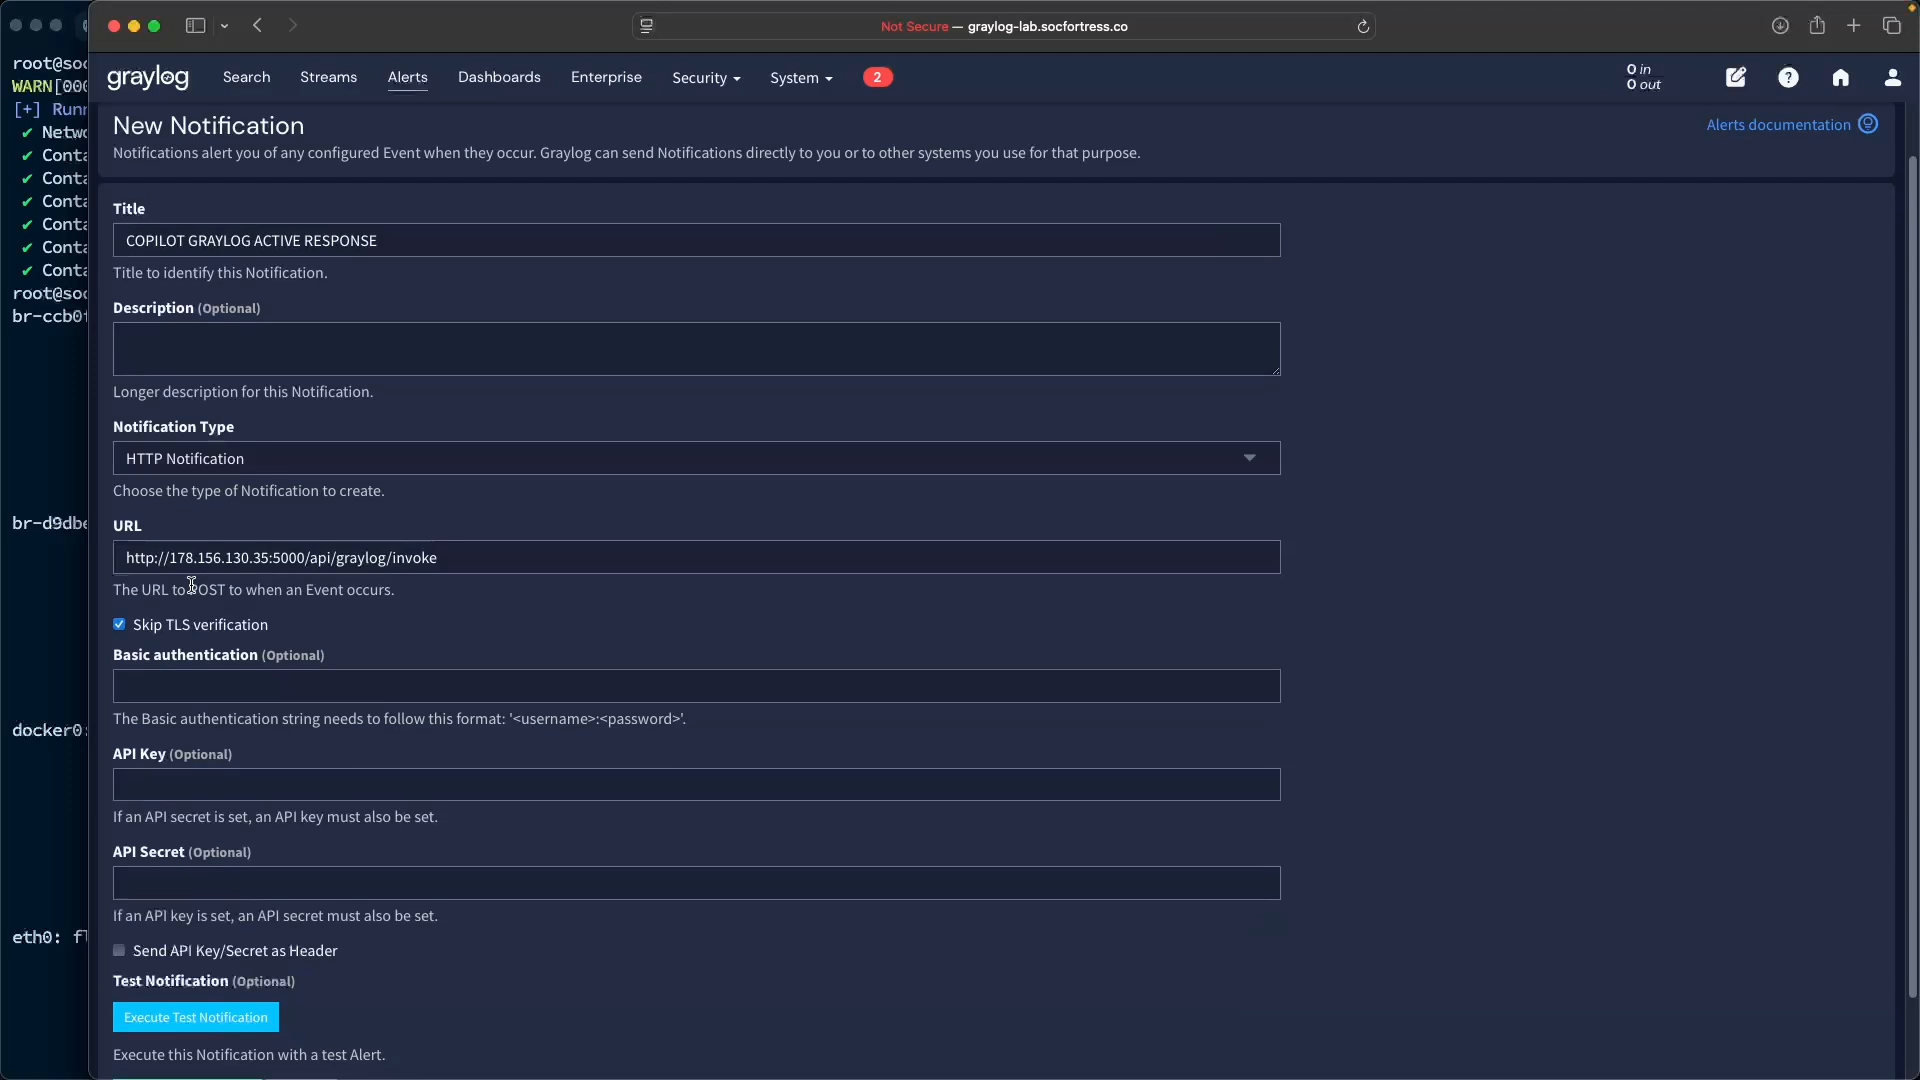 Not Secure — graylog-lab.socfortress.co
root@soc
WARN[000
[+] Runn
✔ Netwo
✔ Conta
✔ Conta
✔ Conta
✔ Conta
✔ Conta
✔ Conta
root@soc
br-ccb0f
br-d9dbe
docker0:
eth0: fl
graylog
Search
Streams
Alerts
Dashboards
Enterprise
Security
System
2
0 in
0 out
New Notification
Alerts documentation
Notifications alert you of any configured Event when they occur. Graylog can send Notifications directly to you or to other systems you use for that purpose.
Title
COPILOT GRAYLOG ACTIVE RESPONSE
Title to identify this Notification.
Description (Optional)
Longer description for this Notification.
Notification Type
HTTP Notification
Choose the type of Notification to create.
URL
http://178.156.130.35:5000/api/graylog/invoke
The URL to POST to when an Event occurs.
Skip TLS verification
Basic authentication (Optional)
The Basic authentication string needs to follow this format: '<username>:<password>'.
API Key (Optional)
If an API secret is set, an API key must also be set.
API Secret (Optional)
If an API key is set, an API secret must also be set.
Send API Key/Secret as Header
Test Notification (Optional)
Execute Test Notification
Execute this Notification with a test Alert.